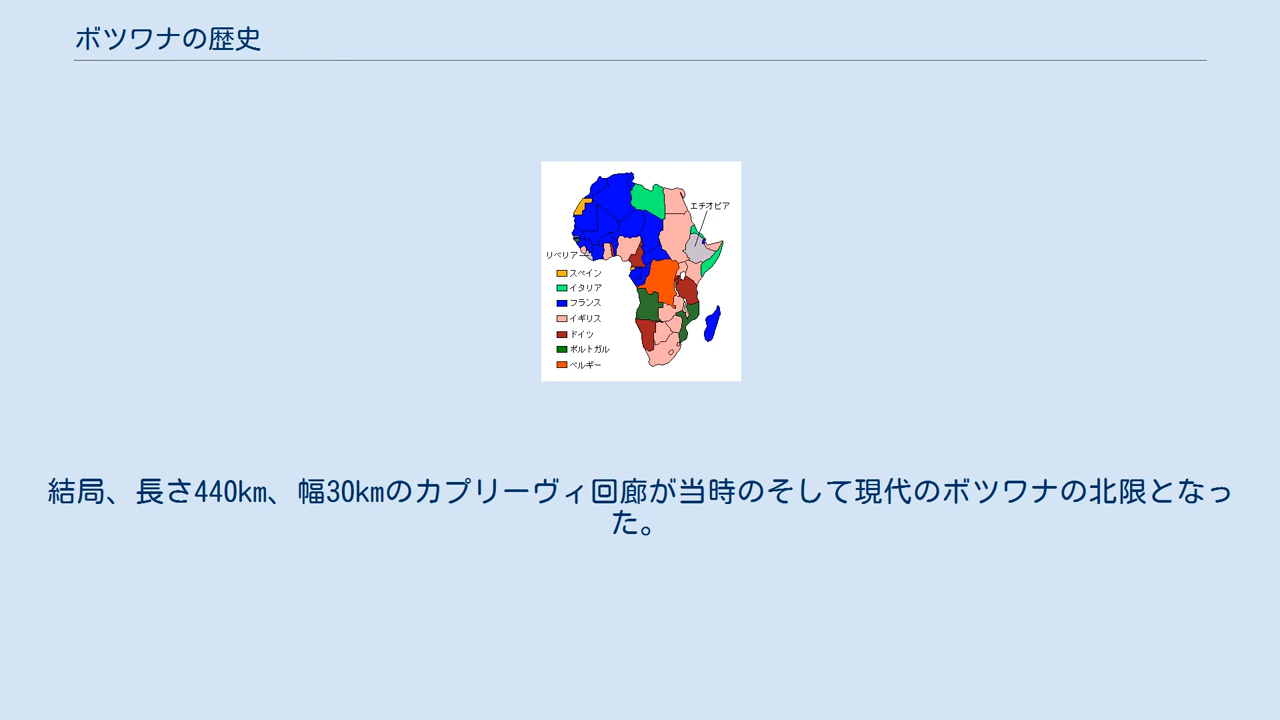 ボツワナの歴史
エチオピア
リベリア
スペイン
イタリア
フランス
イギリス
ドイツ
ポルトガル
ベルギー
結局、長さ440km、幅30kmのカプリーヴィ回廊が当時のそして現代のボツワナの北限となっ
た。